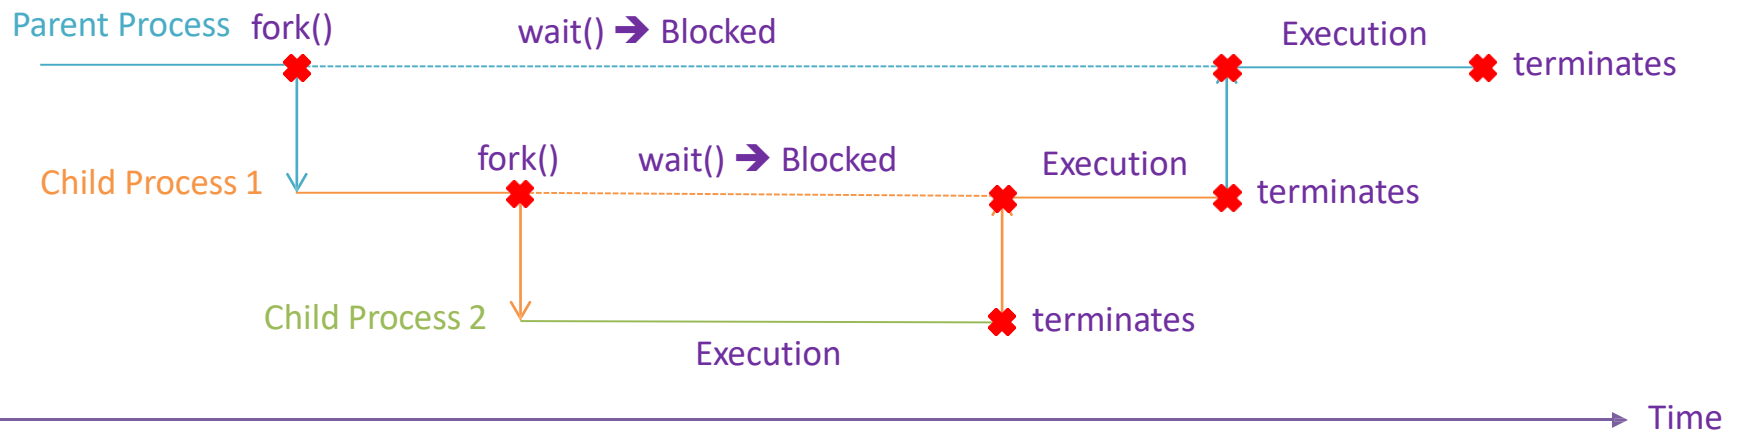 Parent Process fork() wait() ➔ Blocked Execution
terminates
fork() wait() ➔ Blocked Execution
Child Process 1 terminates
Child Process 2 terminates
Execution
Time